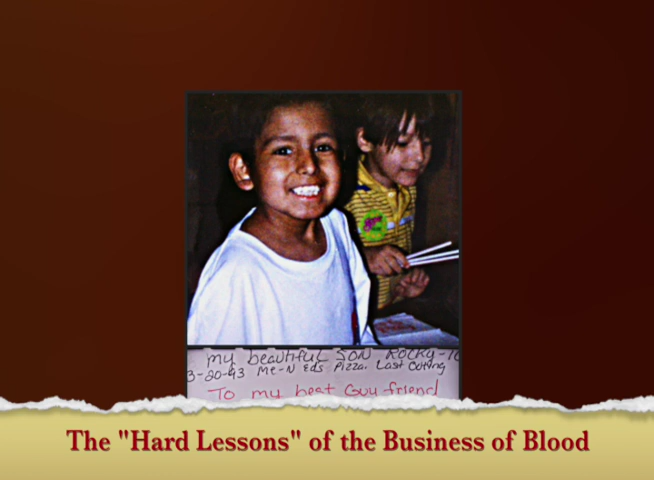 my beautiful SON Rocky-10
3-20-93 Me-N Eds Pizza. Last Outing
To my best Guy friend
The "Hard Lessons" of the Business of Blood